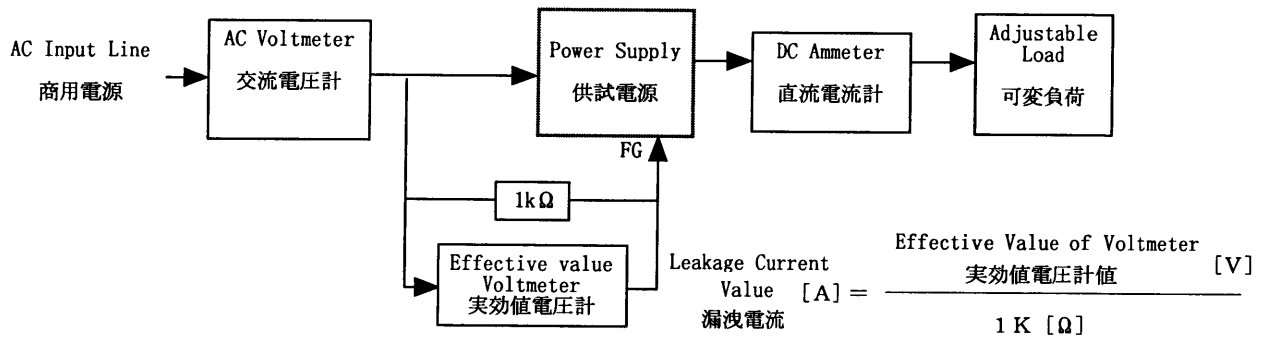 AC Input Line
商用電源
AC Voltmeter
交流電圧計
Power Supply
供試電源
DC Ammeter
直流電流計
Adjustable
Load
可変負荷
FG
1kΩ
Effective value
Voltmeter
実効値電圧計
Leakage Current
Value [A] =
漏洩電流
Effective Value of Voltmeter
実効値電圧計値 [V]
1 K [Ω]